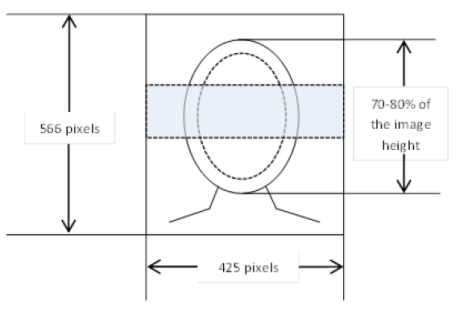 566 pixels
70-80% of
the image
height
425 pixels